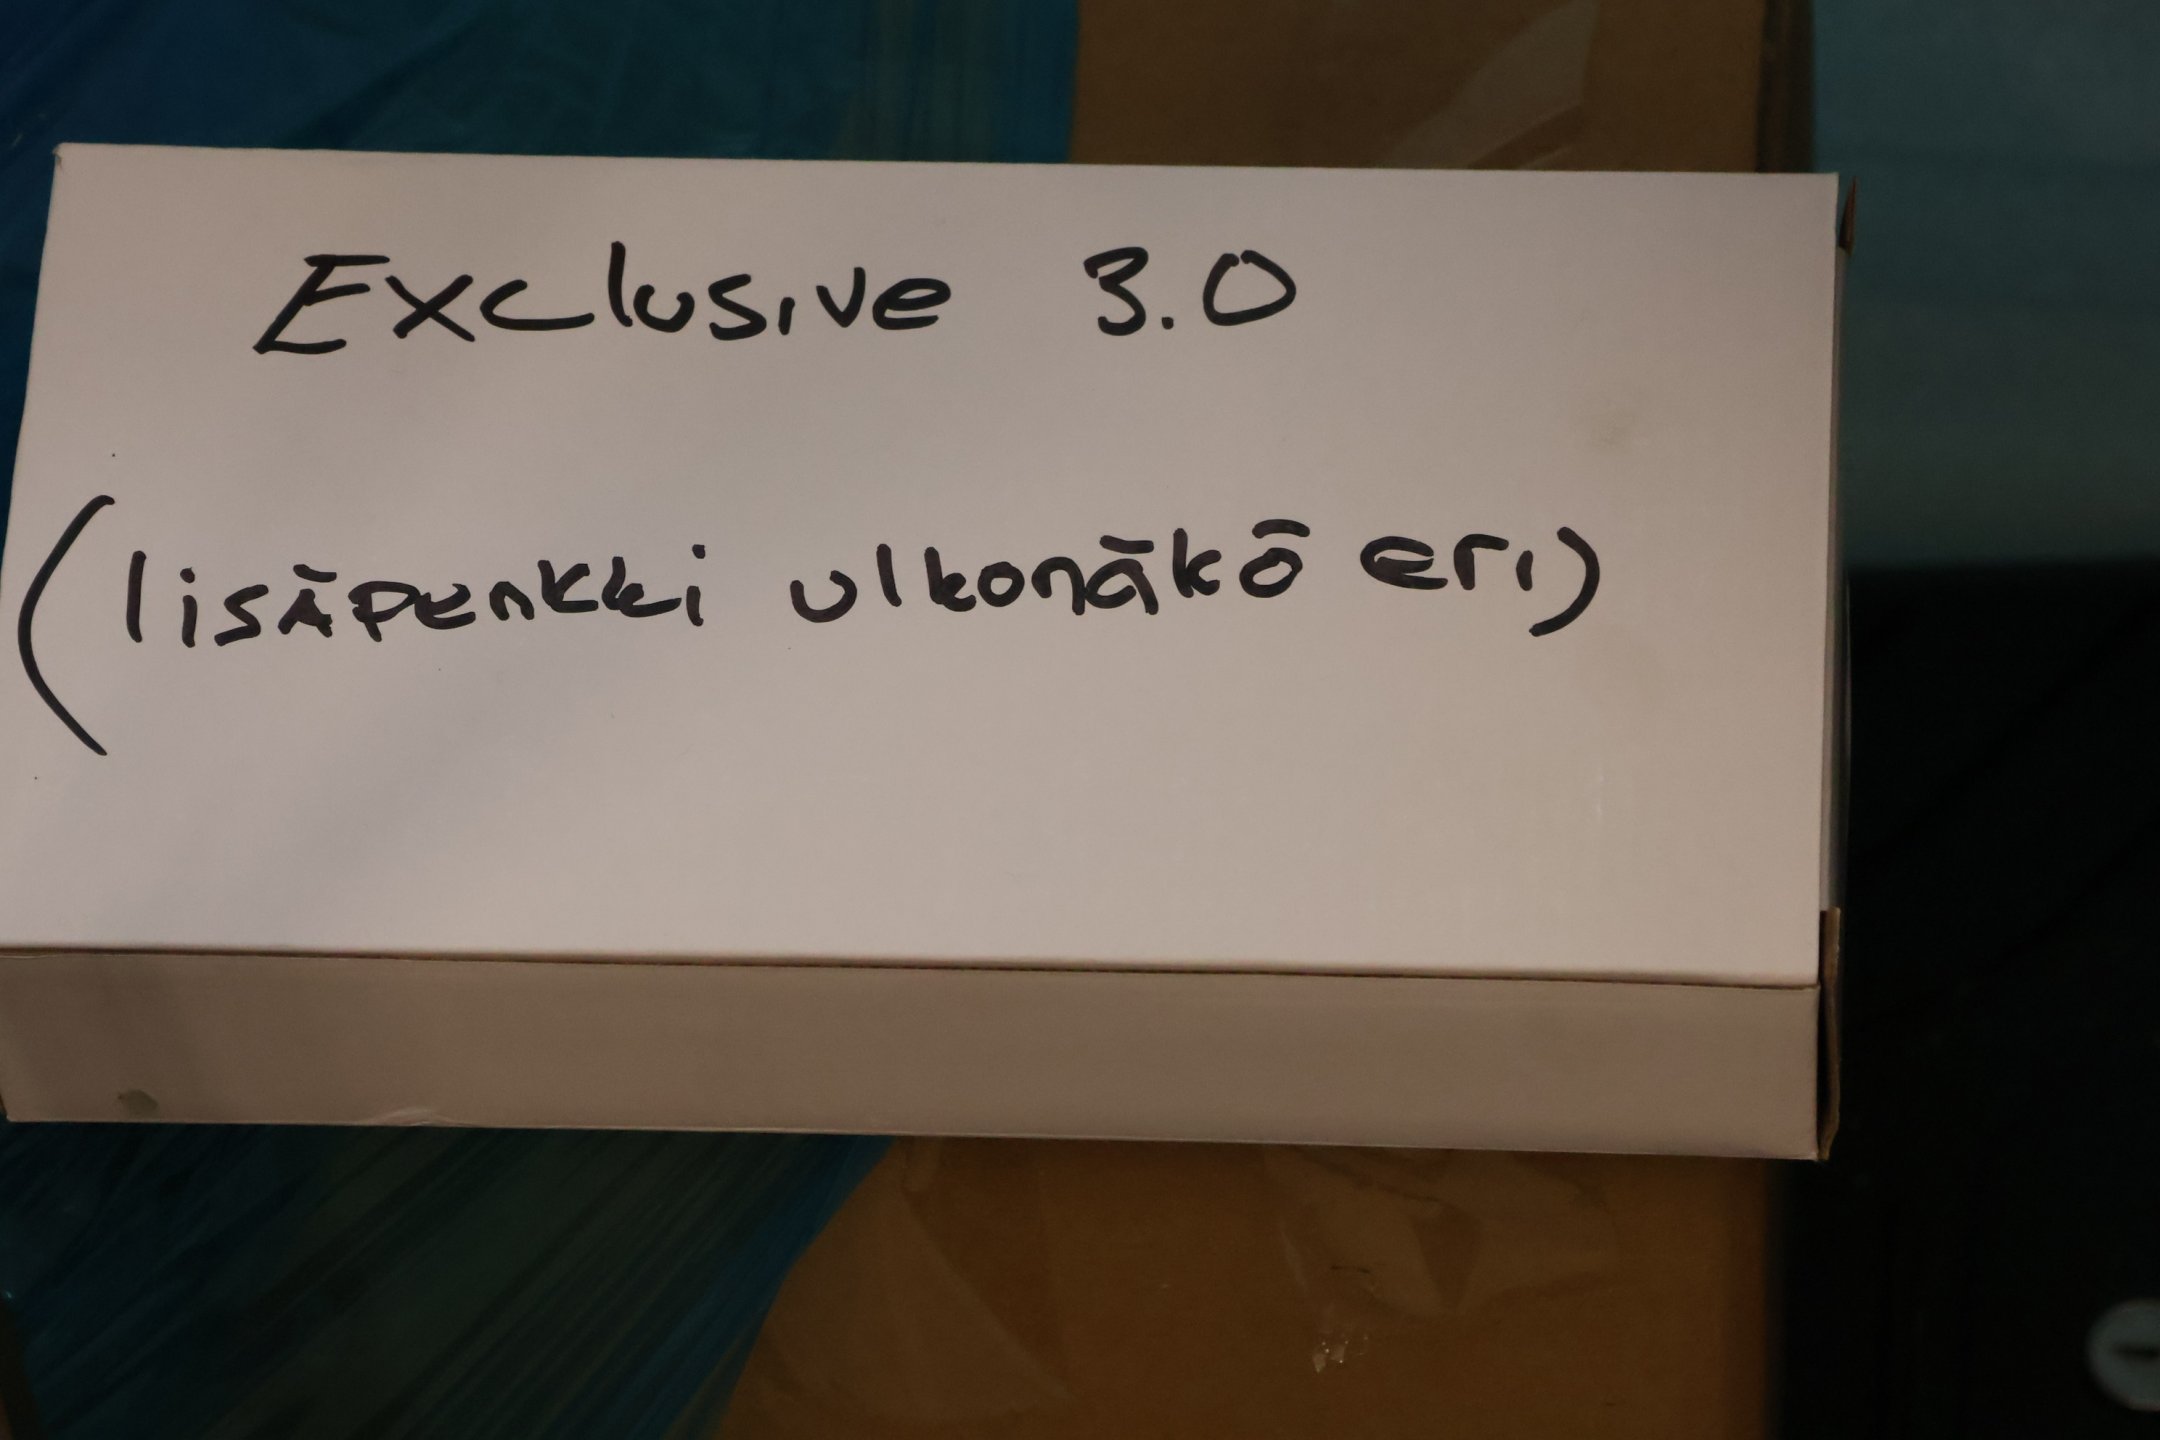 Exclusive 3.0
(lisäpenkki ulkonäkö eri)